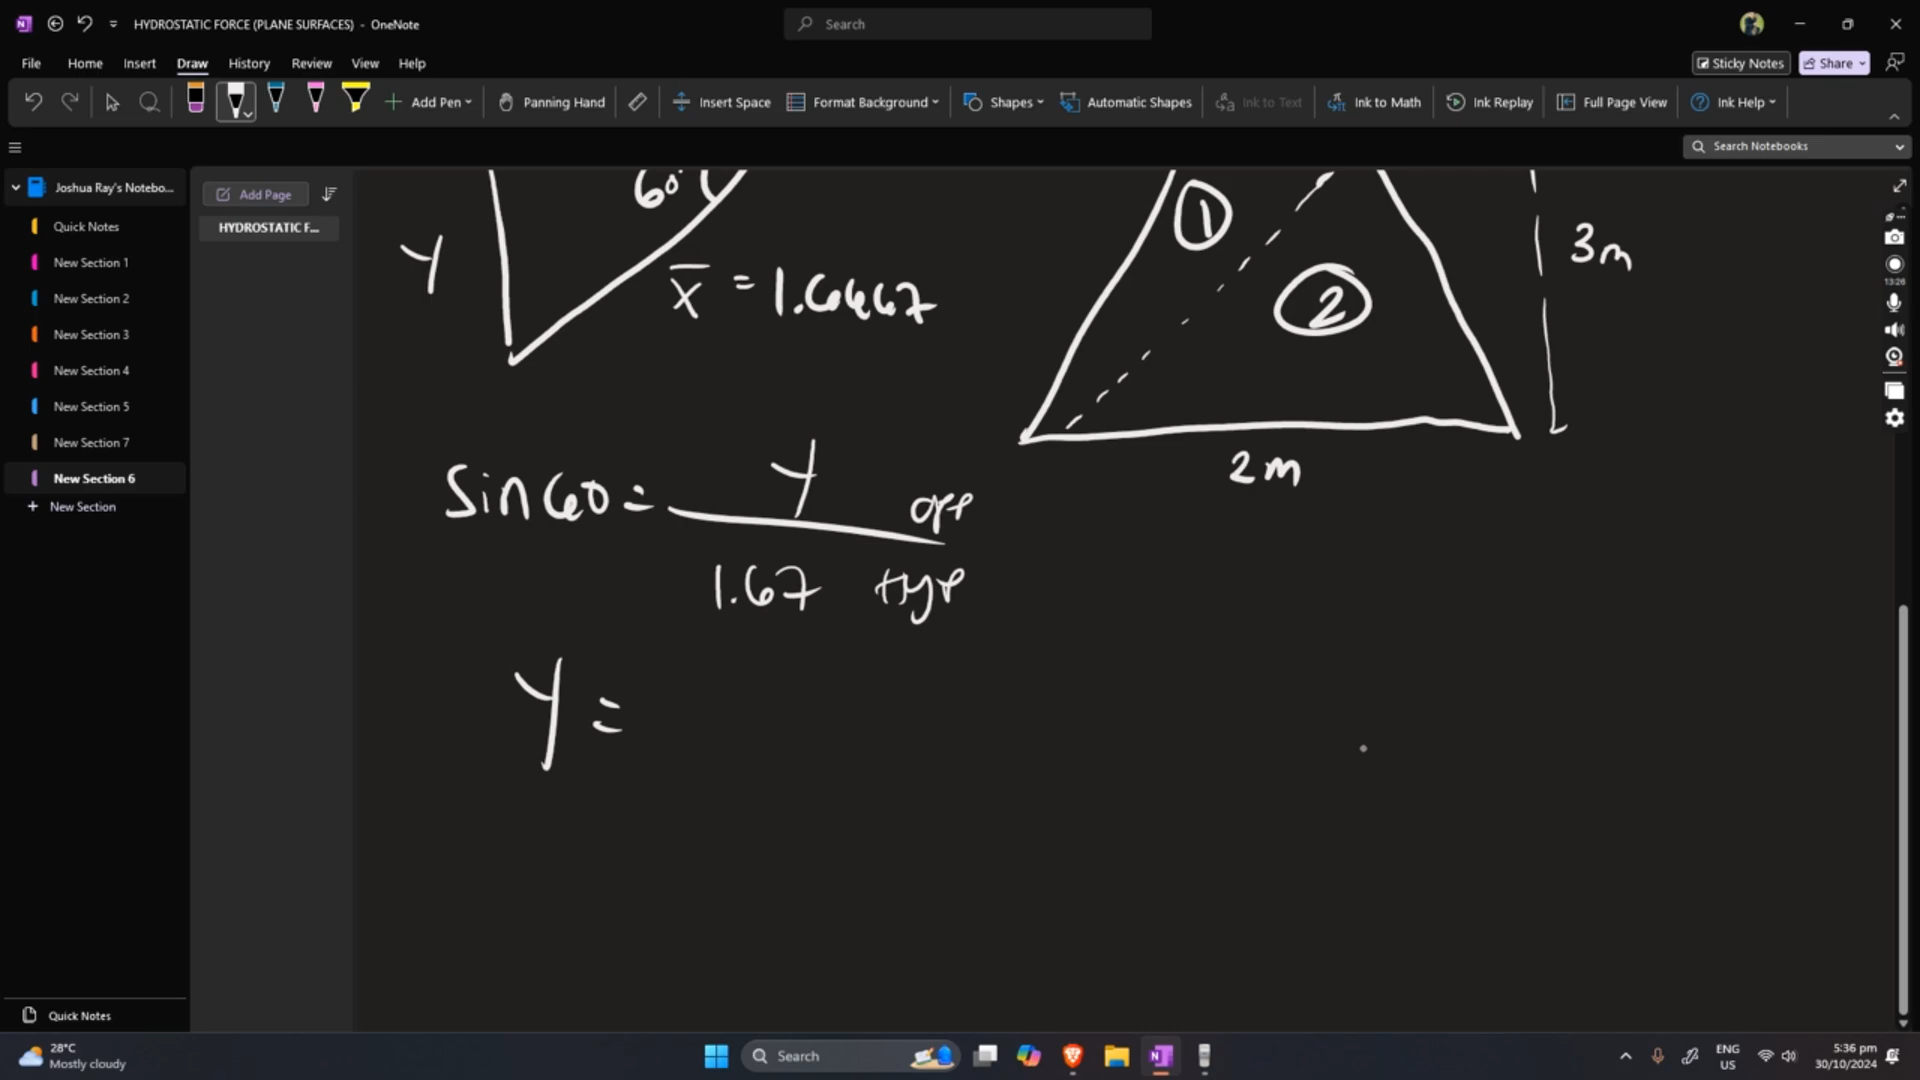 HYDROSTATIC FORCE (PLANE SURFACES) - OneNote
Search
File Home Insert Draw History Review View Help
Sticky Notes Share
Add Pen Panning Hand Insert Space Format Background Shapes Automatic Shapes Ink to Text Ink to Math Ink Replay Full Page View Ink Help
Search Notebooks
Joshua Ray's Notebo...
Quick Notes
New Section 1
New Section 2
New Section 3
New Section 4
New Section 5
New Section 7
New Section 6
New Section
Add Page
HYDROSTATIC F...
60°
Y
x̄ = 1.6667
1
2
3m
2m
Sin60 = Y opp
1.67 Hyp
Y =
13:26
Quick Notes
28°C
Mostly cloudy
Search
ENG
US
5:36 pm
30/10/2024